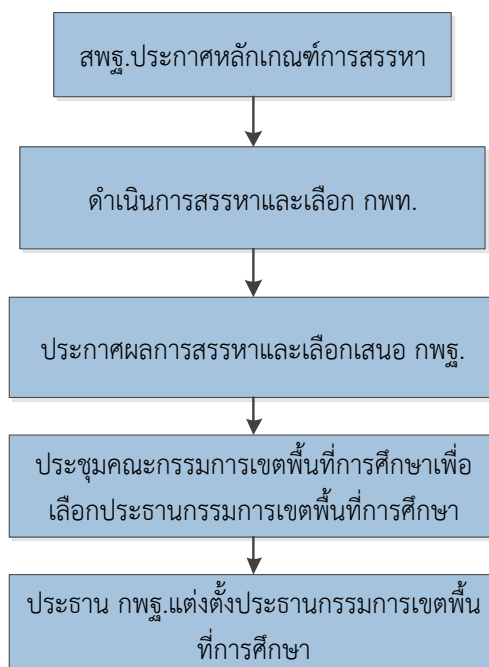 สพฐ.ประกาศหลักเกณฑ์การสรรหา
ดำเนินการสรรหาและเลือก กพท.
ประกาศผลการสรรหาและเลือกเสนอ กพฐ.
ประชุมคณะกรรมการเขตพื้นที่การศึกษาเพื่อ
เลือกประธานกรรมการเขตพื้นที่การศึกษา
ประธาน กพฐ.แต่งตั้งประธานกรรมการเขตพื้น
ที่การศึกษา